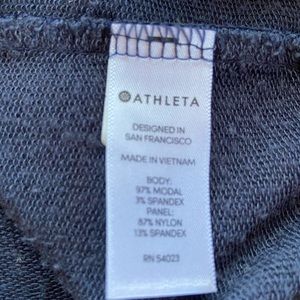 ATHLETA
DESIGNED IN
SAN FRANCISCO
MADE IN VIETNAM
BODY:
97% MODAL
3% SPANDEX
PANEL:
87% NYLON
13% SPANDEX
RN 54023